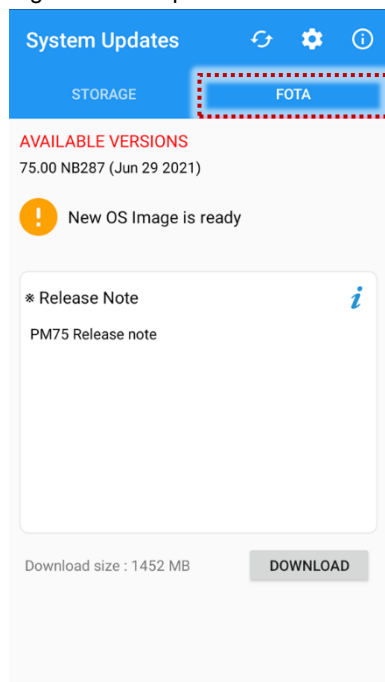 System Updates
STORAGE
FOTA
AVAILABLE VERSIONS
75.00 NB287 (Jun 29 2021)
New OS Image is ready
※ Release Note
PM75 Release note
Download size : 1452 MB
DOWNLOAD